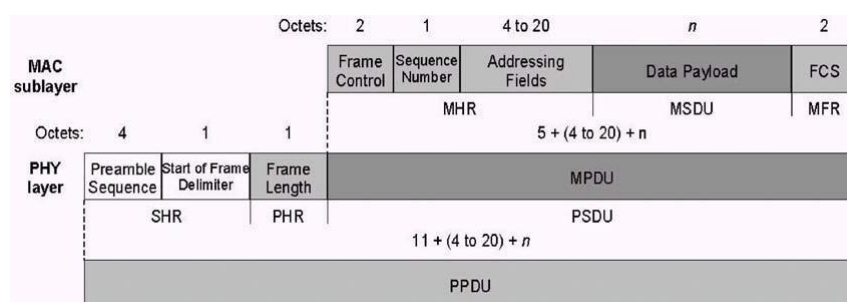 Octets: 2 1 4 to 20 n 2
MAC sublayer
Frame Control
Sequence Number
Addressing Fields
Data Payload
FCS
MHR MSDU MFR
Octets: 4 1 1 5 + (4 to 20) + n
PHY layer
Preamble Sequence
Start of Frame Delimiter
Frame Length
MPDU
SHR PHR PSDU
11 + (4 to 20) + n
PPDU